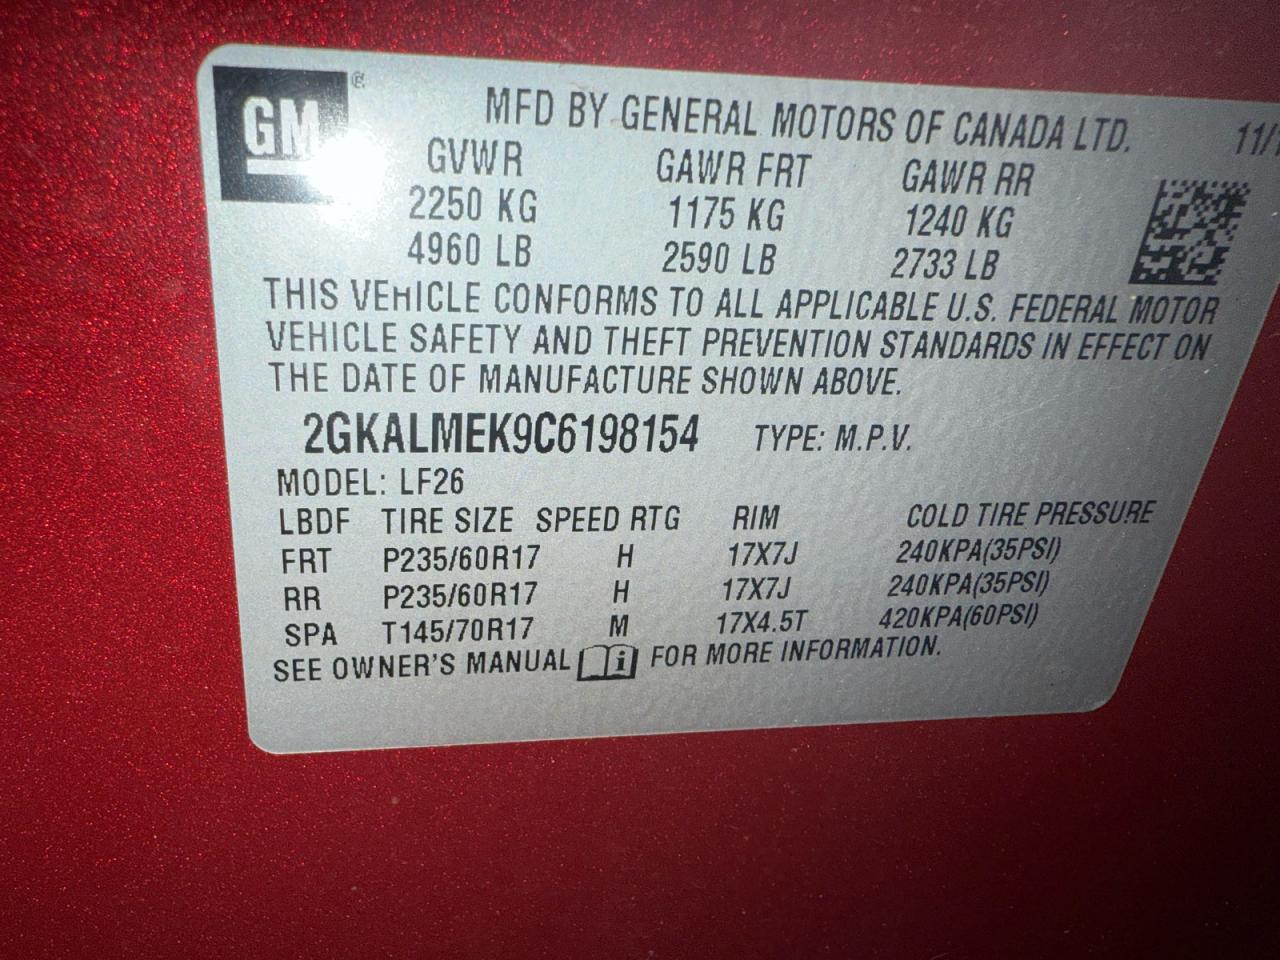 GM ®
MFD BY GENERAL MOTORS OF CANADA LTD. 11/1
GVWR GAWR FRT GAWR RR
2250 KG 1175 KG 1240 KG
4960 LB 2590 LB 2733 LB
THIS VEHICLE CONFORMS TO ALL APPLICABLE U.S. FEDERAL MOTOR
VEHICLE SAFETY AND THEFT PREVENTION STANDARDS IN EFFECT ON
THE DATE OF MANUFACTURE SHOWN ABOVE.
2GKALMEK9C6198154 TYPE: M.P.V.
MODEL: LF26
LBDF TIRE SIZE SPEED RTG RIM COLD TIRE PRESSURE
FRT P235/60R17 H 17X7J 240KPA(35PSI)
RR P235/60R17 H 17X7J 240KPA(35PSI)
SPA T145/70R17 M 17X4.5T 420KPA(60PSI)
SEE OWNER'S MANUAL i FOR MORE INFORMATION.